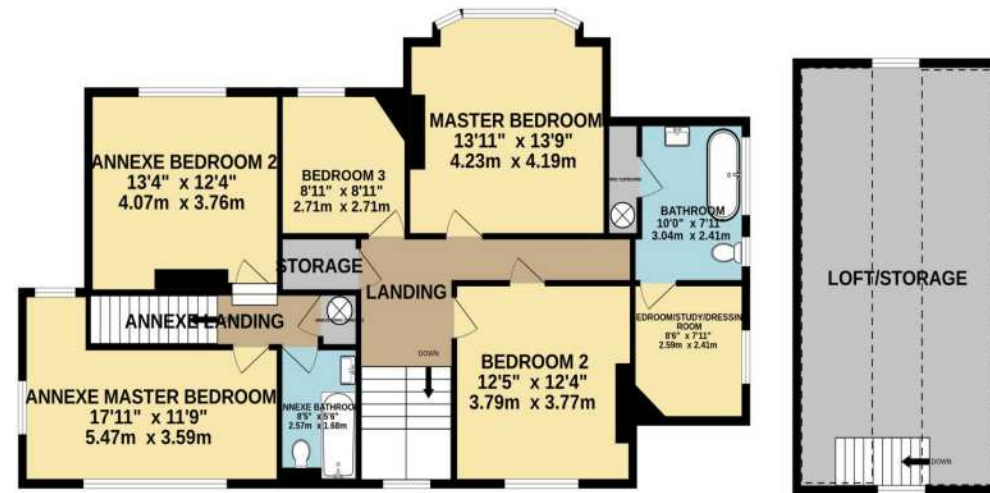 MASTER BEDROOM
13'11" x 13'9"
4.23m x 4.19m
ANNEXE BEDROOM 2
13'4" x 12'4"
4.07m x 3.76m
BEDROOM 3
8'11" x 8'11"
2.71m x 2.71m
BATHROOM
10'0" x 7'11"
3.04m x 2.41m
STORAGE
LANDING
DOWN
ANNEXE LANDING
BEDROOM 2
12'5" x 12'4"
3.79m x 3.77m
EDROOM/STUDY/DRESSIN
ROOM
8'6" x 7'11"
2.59m x 2.41m
ANNEXE MASTER BEDROOM
17'11" x 11'9"
5.47m x 3.59m
NNEXE BATHROO
8'5" x 5'6"
2.57m x 1.68m
LOFT/STORAGE
DOWN